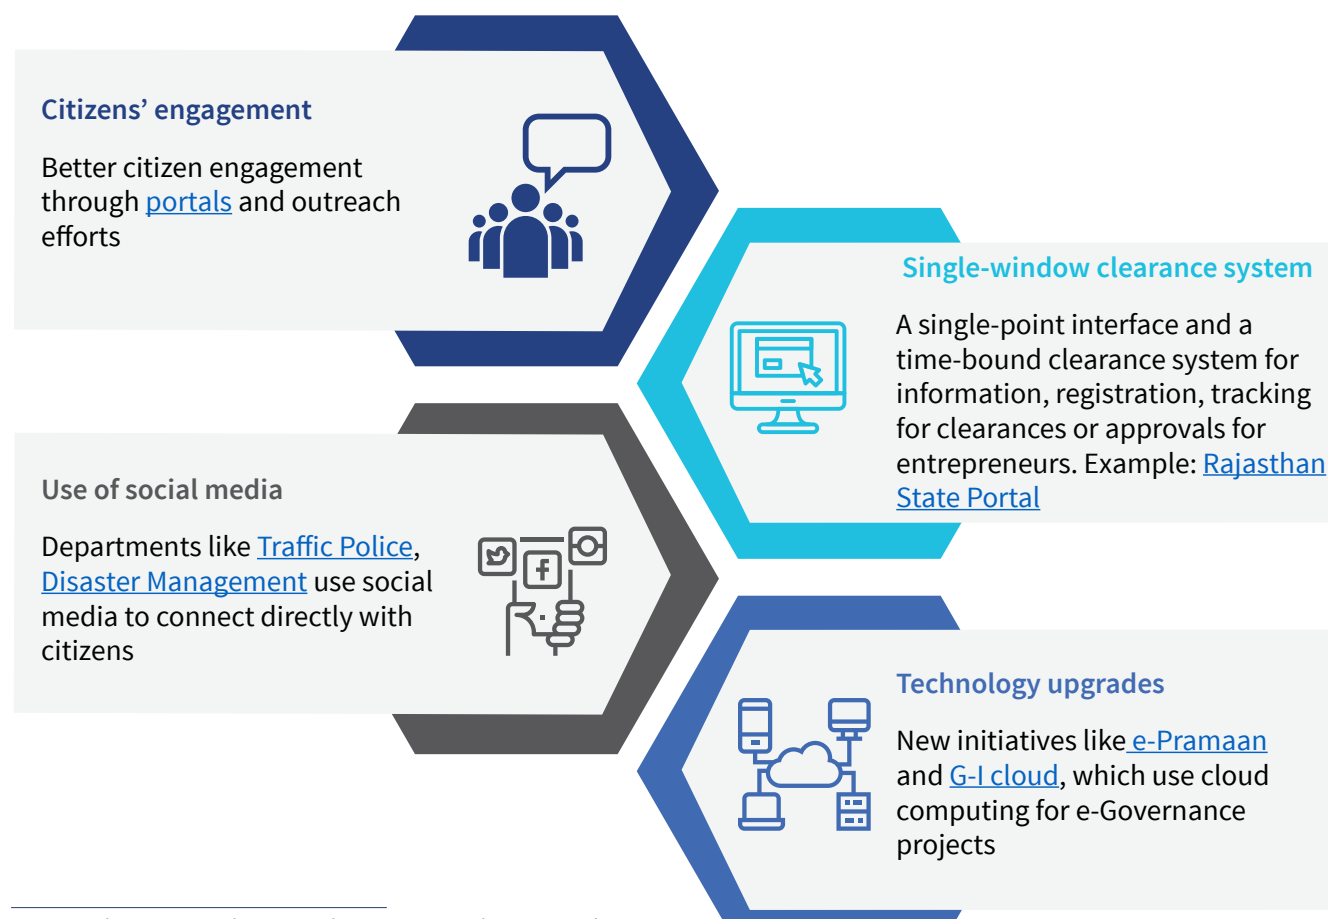 Citizens’ engagement
Better citizen engagement
through portals and outreach
efforts
Single-window clearance system
A single-point interface and a
time-bound clearance system for
information, registration, tracking
for clearances or approvals for
entrepreneurs. Example: Rajasthan
State Portal
Use of social media
Departments like Traffic Police,
Disaster Management use social
media to connect directly with
citizens
Technology upgrades
New initiatives like e-Pramaan
and G-I cloud, which use cloud
computing for e-Governance
projects